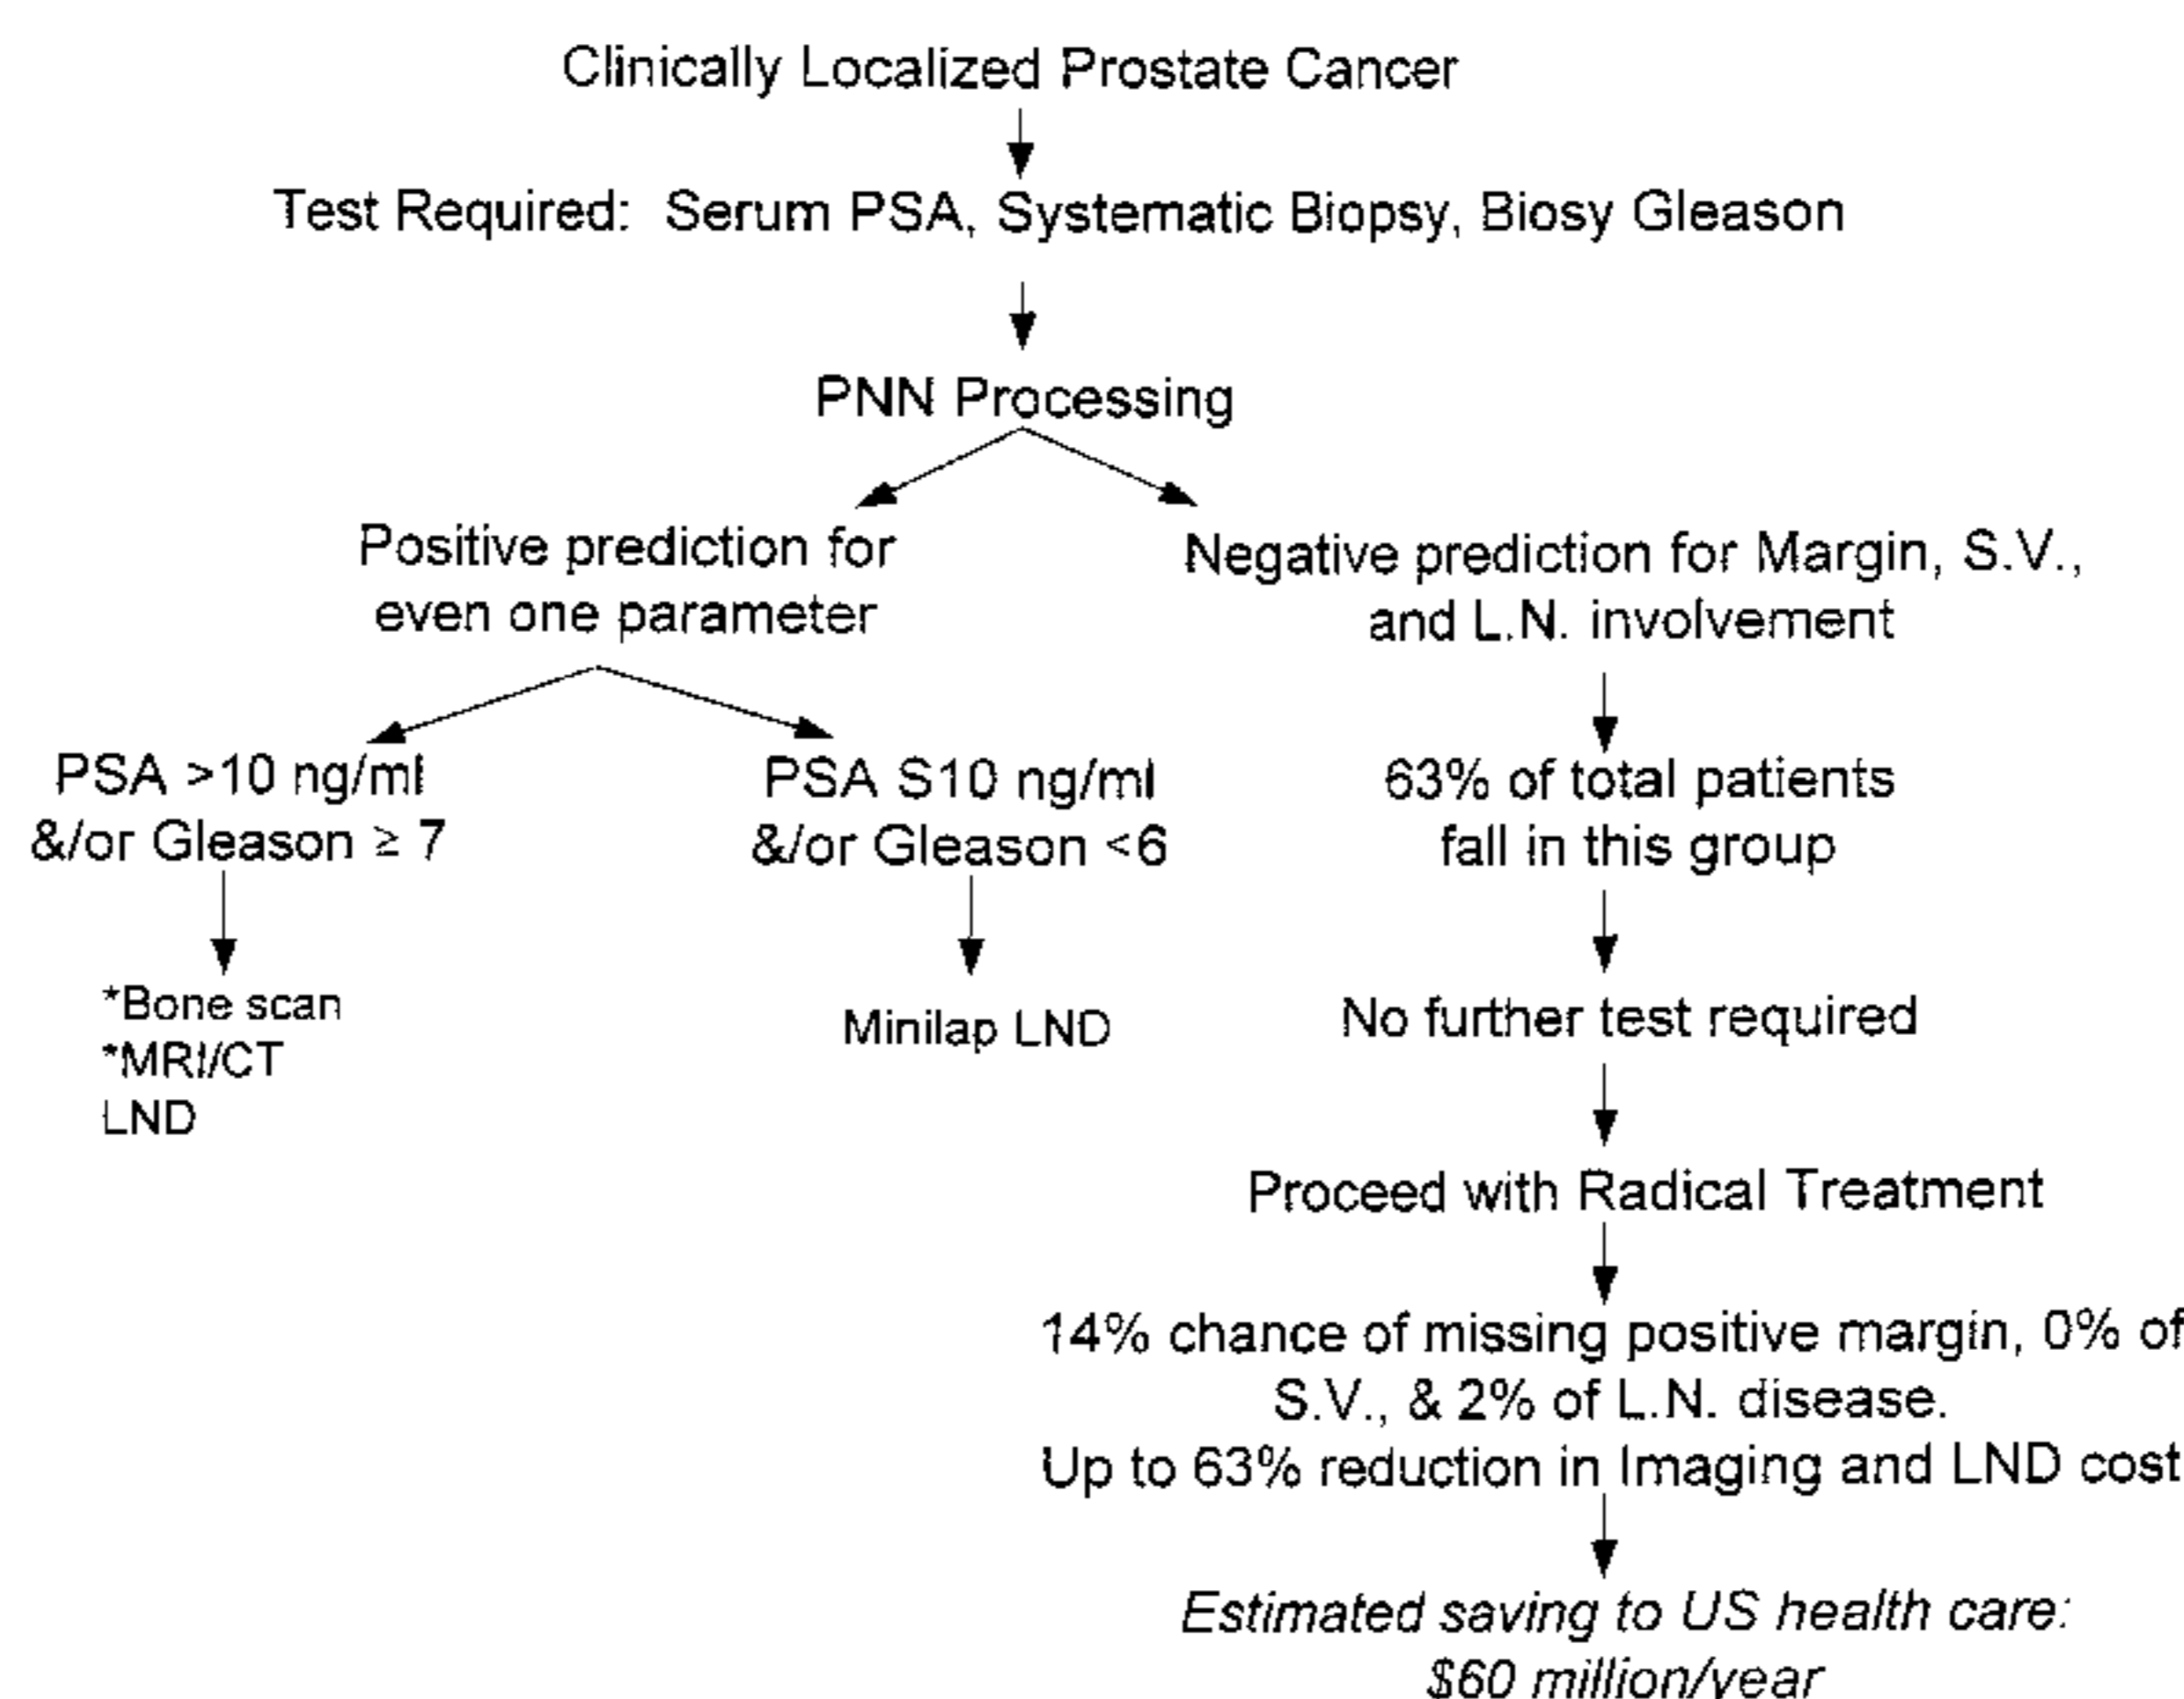 Clinically Localized Prostate Cancer
Test Required: Serum PSA, Systematic Biopsy, Biosy Gleason
PNN Processing
Positive prediction for
even one parameter
Negative prediction for Margin, S.V.,
and L.N. involvement
PSA >10 ng/ml
&/or Gleason ≥ 7
PSA S10 ng/ml
&/or Gleason <6
63% of total patients
fall in this group
*Bone scan
*MRI/CT
LND
Minilap LND
No further test required
Proceed with Radical Treatment
14% chance of missing positive margin, 0% of
S.V., & 2% of L.N. disease.
Up to 63% reduction in Imaging and LND cost
Estimated saving to US health care:
$60 million/year